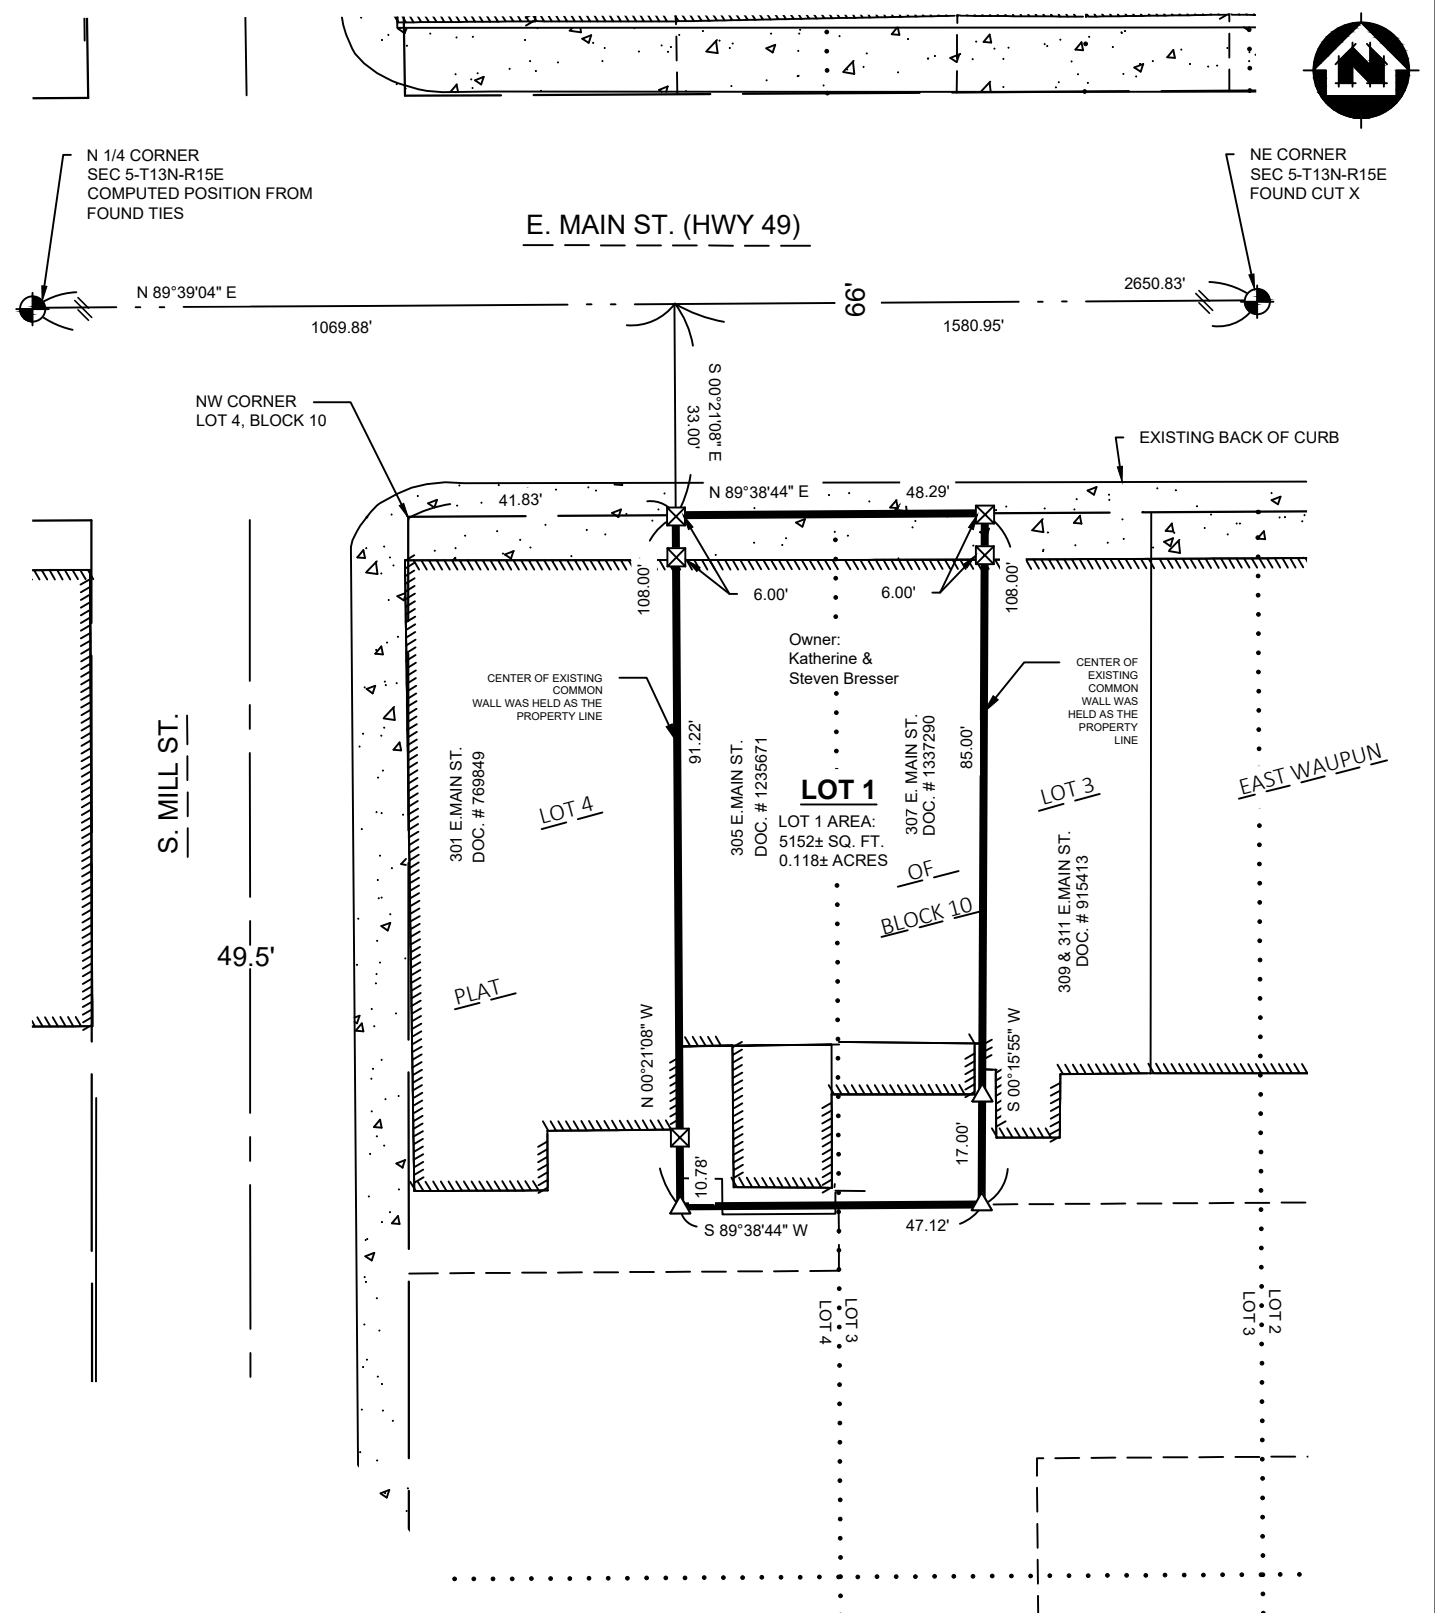 N
N 1/4 CORNER
SEC 5-T13N-R15E
COMPUTED POSITION FROM
FOUND TIES
NE CORNER
SEC 5-T13N-R15E
FOUND CUT X
E. MAIN ST. (HWY 49)
N 89°39'04" E
1069.88'
66'
2650.83'
1580.95'
S 00°21'08" E
33.00'
NW CORNER
LOT 4, BLOCK 10
EXISTING BACK OF CURB
41.83'
N 89°38'44" E
48.29'
108.00'
6.00'
6.00'
108.00'
Owner:
Katherine &
Steven Bresser
CENTER OF EXISTING
COMMON
WALL WAS HELD AS THE
PROPERTY LINE
CENTER OF
EXISTING
COMMON
WALL WAS
HELD AS THE
PROPERTY
LINE
S. MILL ST.
49.5'
301 E.MAIN ST.
DOC. # 769849
LOT 4
91.22'
305 E.MAIN ST.
DOC. # 1235671
LOT 1
LOT 1 AREA:
5152± SQ. FT.
0.118± ACRES
307 E. MAIN ST.
DOC. # 1337290
85.00'
LOT 3
EAST WAUPUN
OF
BLOCK 10
309 & 311 E.MAIN ST.
DOC. # 915413
PLAT
N 00°21'08" W
S 00°15'55" W
17.00'
10.78'
S 89°38'44" W
47.12'
LOT 3
LOT 4
LOT 2
LOT 3